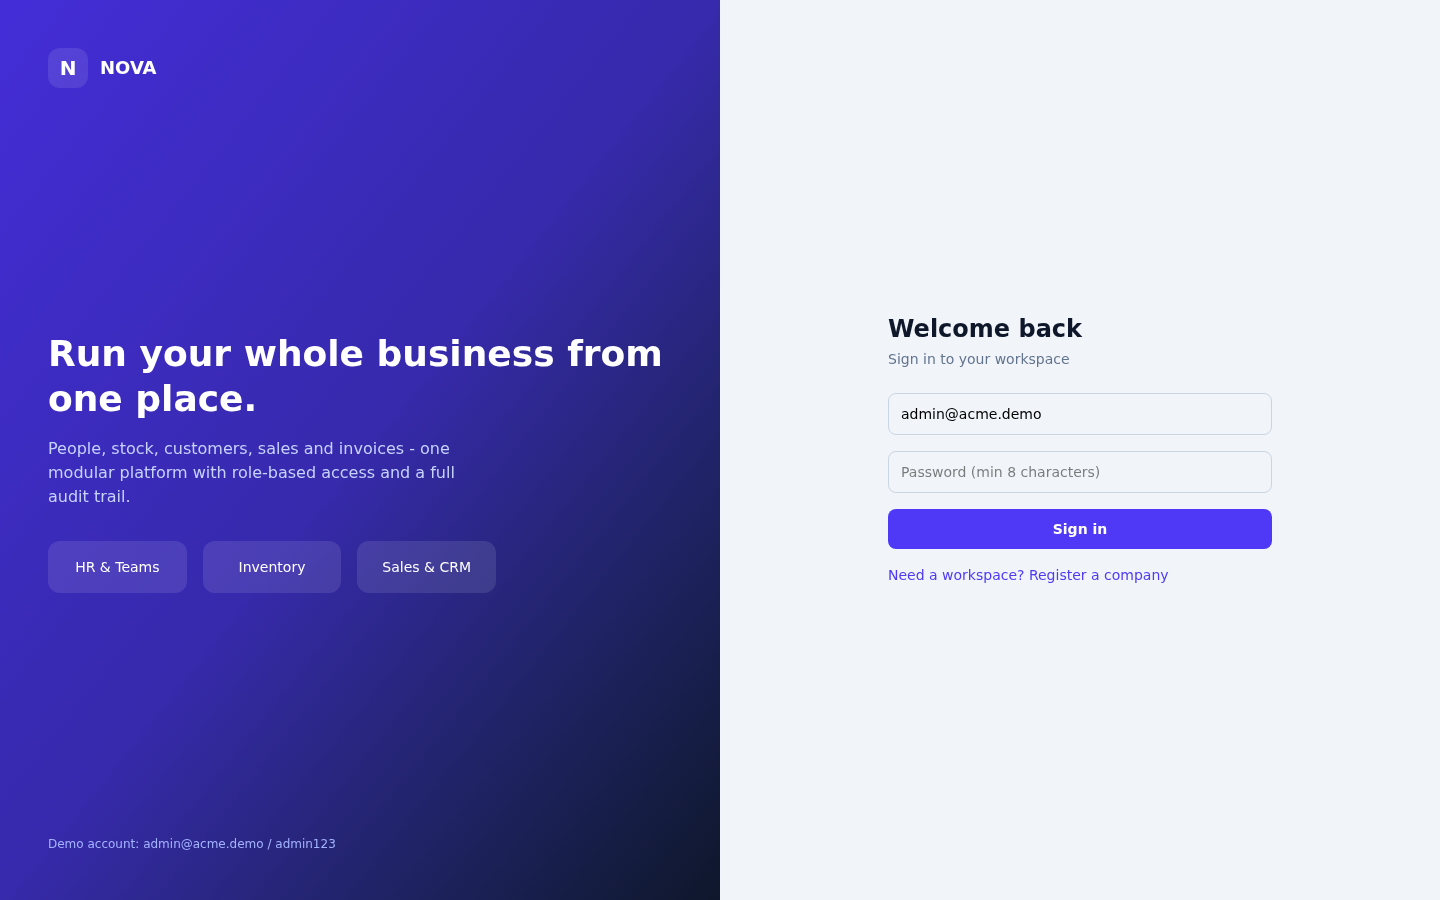 N NOVA
Run your whole business from
one place.
People, stock, customers, sales and invoices - one
modular platform with role-based access and a full
audit trail.
HR & Teams Inventory Sales & CRM
Demo account: admin@acme.demo / admin123
Welcome back
Sign in to your workspace
admin@acme.demo
Password (min 8 characters)
Sign in
Need a workspace? Register a company